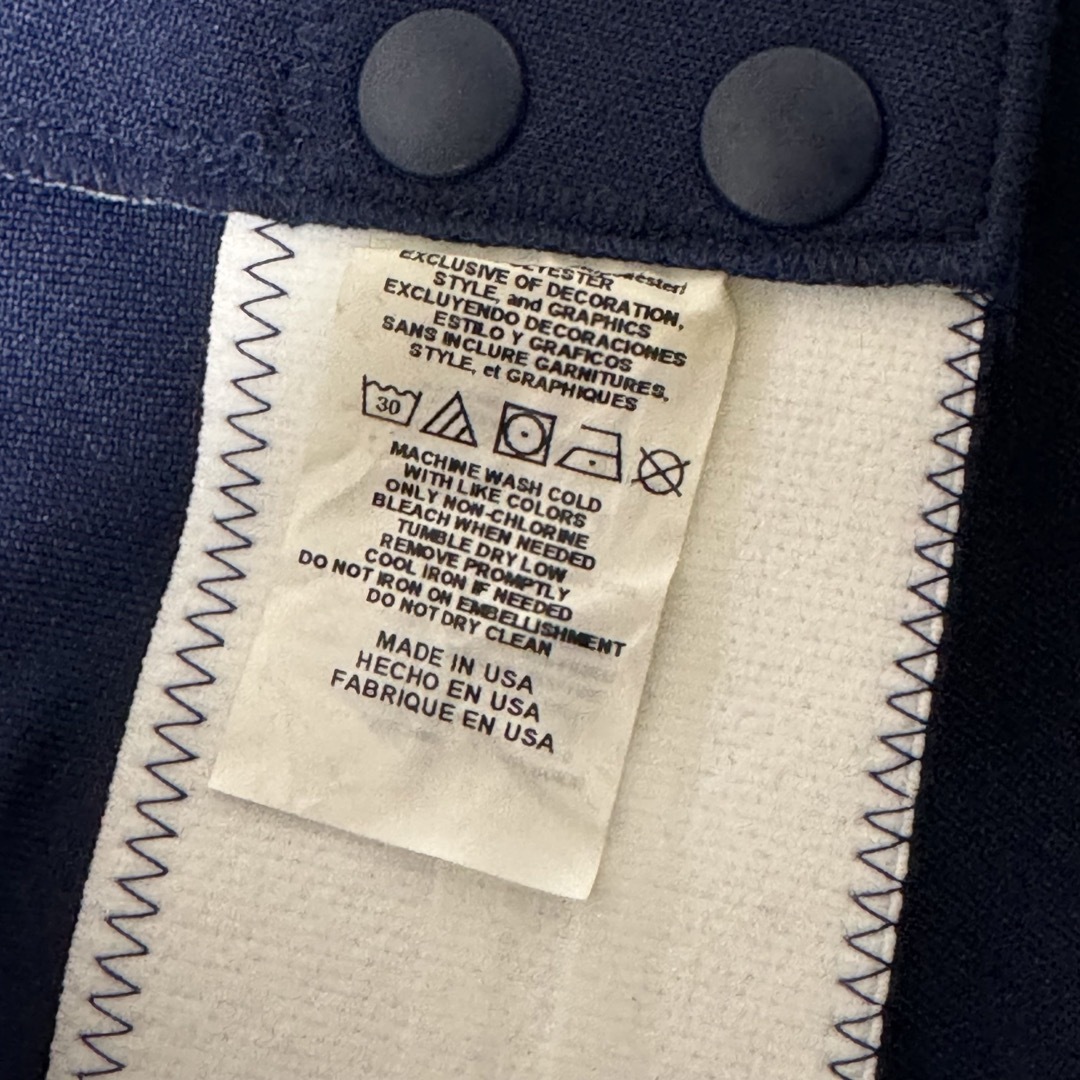 POLYESTER
EXCLUSIVE OF DECORATION,
STYLE, and GRAPHICS
EXCLUYENDO DECORACIONES
ESTILO Y GRAFICOS
SANS INCLURE GARNITURES,
STYLE, et GRAPHIQUES
30
MACHINE WASH COLD
WITH LIKE COLORS
ONLY NON-CHLORINE
BLEACH WHEN NEEDED
TUMBLE DRY LOW
REMOVE PROMPTLY
COOL IRON IF NEEDED
DO NOT IRON ON EMBELLISHMENT
DO NOT DRY CLEAN
MADE IN USA
HECHO EN USA
FABRIQUE EN USA